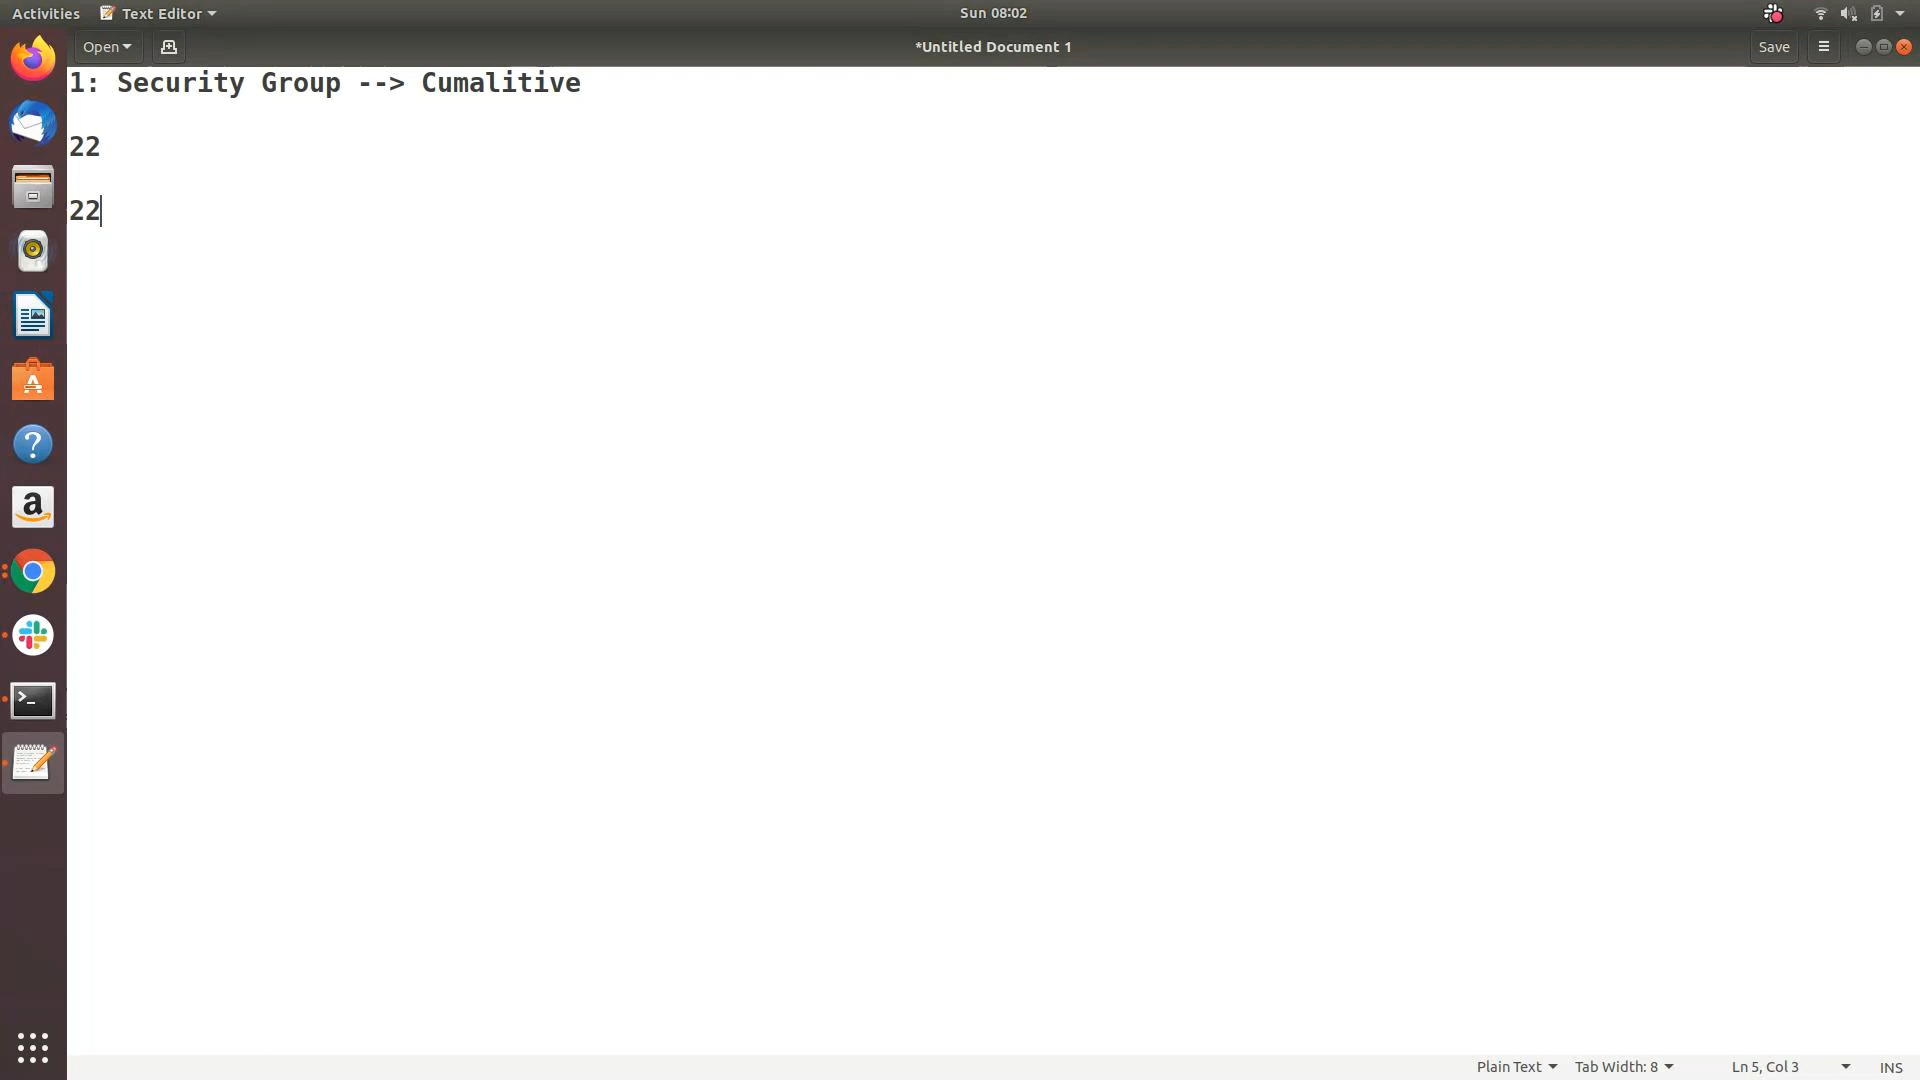 Activities Text Editor Sun 08:02
Open *Untitled Document 1 Save
1: Security Group --> Cumalitive
22
22
Plain Text Tab Width: 8 Ln 5, Col 3 INS